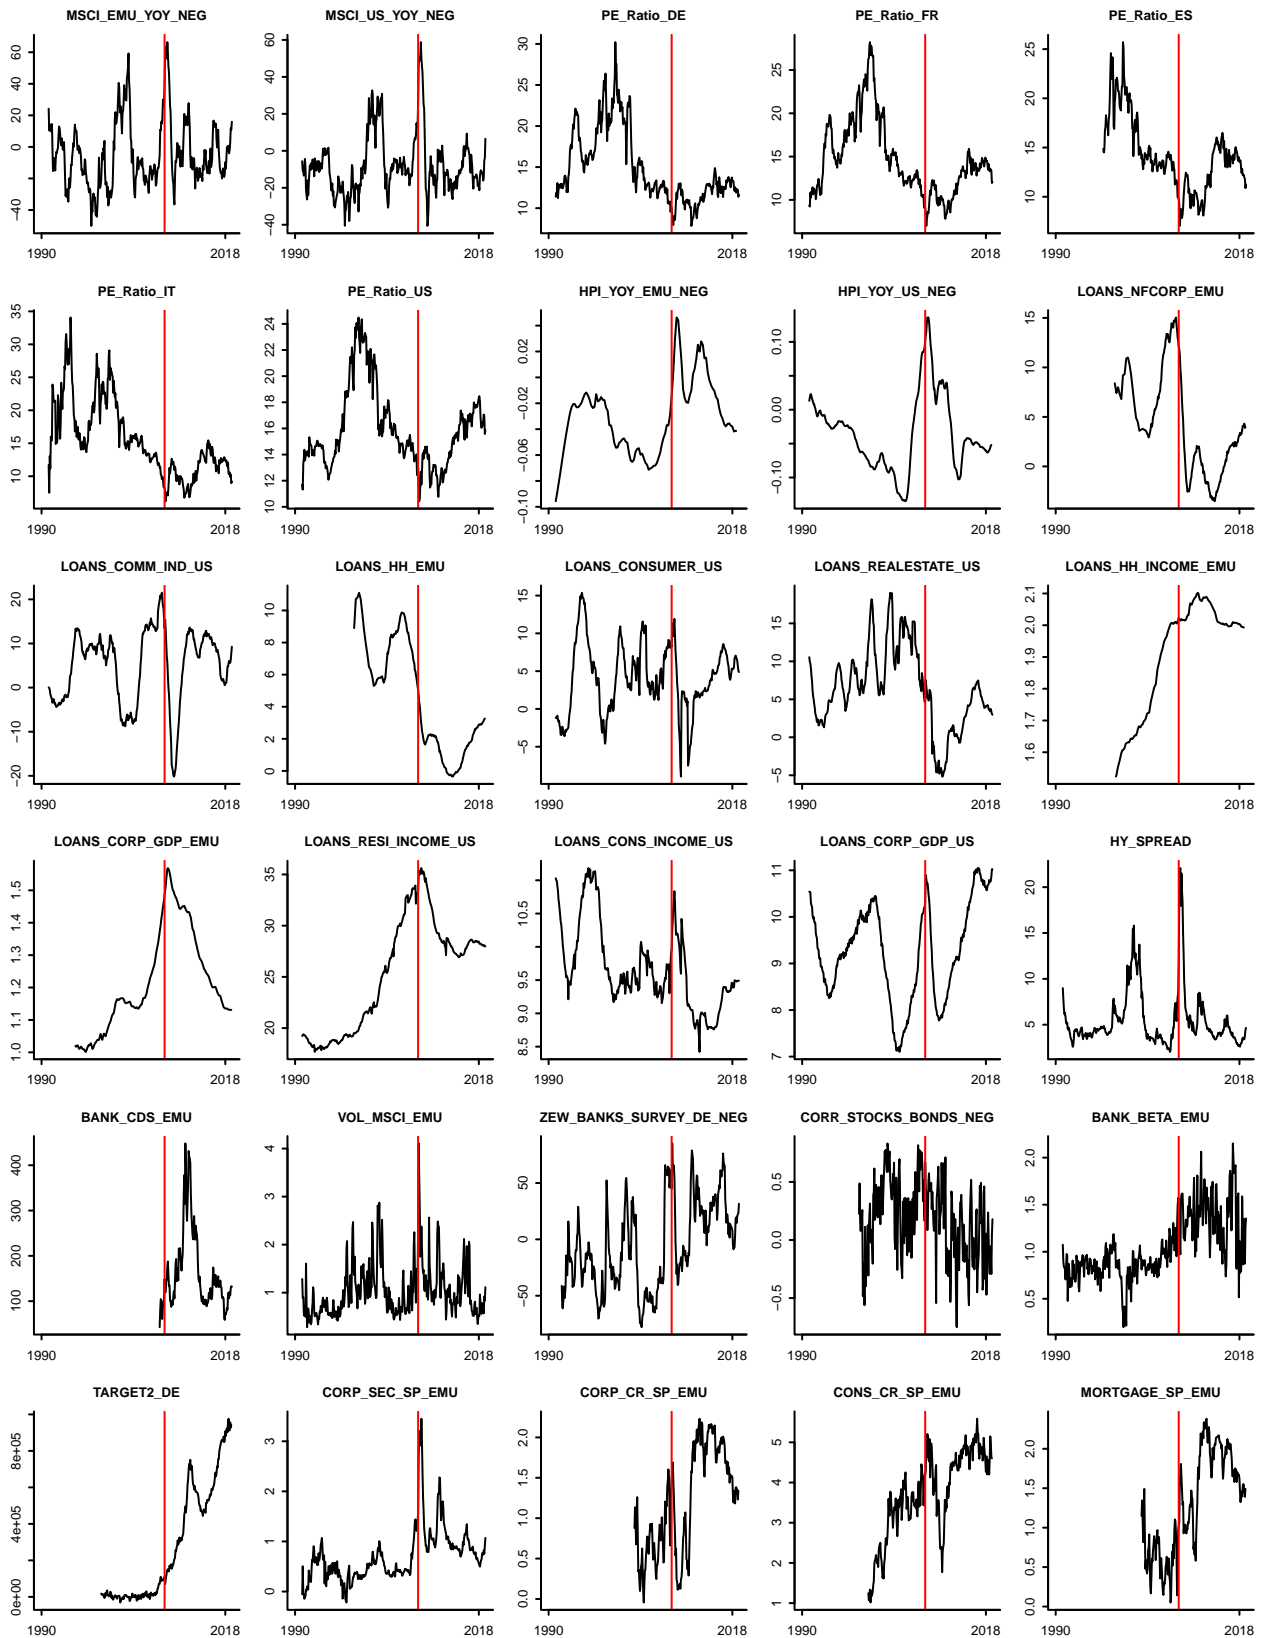 MSCI_EMU_YOY_NEG MSCI_US_YOY_NEG PE_Ratio_DE PE_Ratio_FR PE_Ratio_ES
60 40 20 0 −40
60 40 20 0 −20 −40
30 25 20 15 10
25 20 15 10
25 20 15 10
1990 2018 1990 2018 1990 2018 1990 2018 1990 2018
PE_Ratio_IT PE_Ratio_US HPI_YOY_EMU_NEG HPI_YOY_US_NEG LOANS_NFCORP_EMU
35 30 25 20 15 10
24 22 20 18 16 14 12 10
0.02 −0.02 −0.06 −0.10
0.10 0.00 −0.10
15 10 5 0
1990 2018 1990 2018 1990 2018 1990 2018 1990 2018
LOANS_COMM_IND_US LOANS_HH_EMU LOANS_CONSUMER_US LOANS_REALESTATE_US LOANS_HH_INCOME_EMU
20 10 0 −10 −20
10 8 6 4 2 0
15 10 5 0 −5
15 10 5 0 −5
2.1 2.0 1.9 1.8 1.7 1.6
1990 2018 1990 2018 1990 2018 1990 2018 1990 2018
LOANS_CORP_GDP_EMU LOANS_RESI_INCOME_US LOANS_CONS_INCOME_US LOANS_CORP_GDP_US HY_SPREAD
1.5 1.4 1.3 1.2 1.1 1.0
35 30 25 20
10.5 9.5 9.0 8.5
11 10 9 8 7
20 15 10 5
1990 2018 1990 2018 1990 2018 1990 2018 1990 2018
BANK_CDS_EMU VOL_MSCI_EMU ZEW_BANKS_SURVEY_DE_NEG CORR_STOCKS_BONDS_NEG BANK_BETA_EMU
400 300 200 100
4 3 2 1
50 0 −50
0.5 0.0 −0.5
2.0 1.5 1.0 0.5
1990 2018 1990 2018 1990 2018 1990 2018 1990 2018
TARGET2_DE CORP_SEC_SP_EMU CORP_CR_SP_EMU CONS_CR_SP_EMU MORTGAGE_SP_EMU
8e+05 4e+05 0e+00
3 2 1 0
2.0 1.5 1.0 0.5 0.0
5 4 3 2 1
2.0 1.5 1.0 0.5 0.0
1990 2018 1990 2018 1990 2018 1990 2018 1990 2018